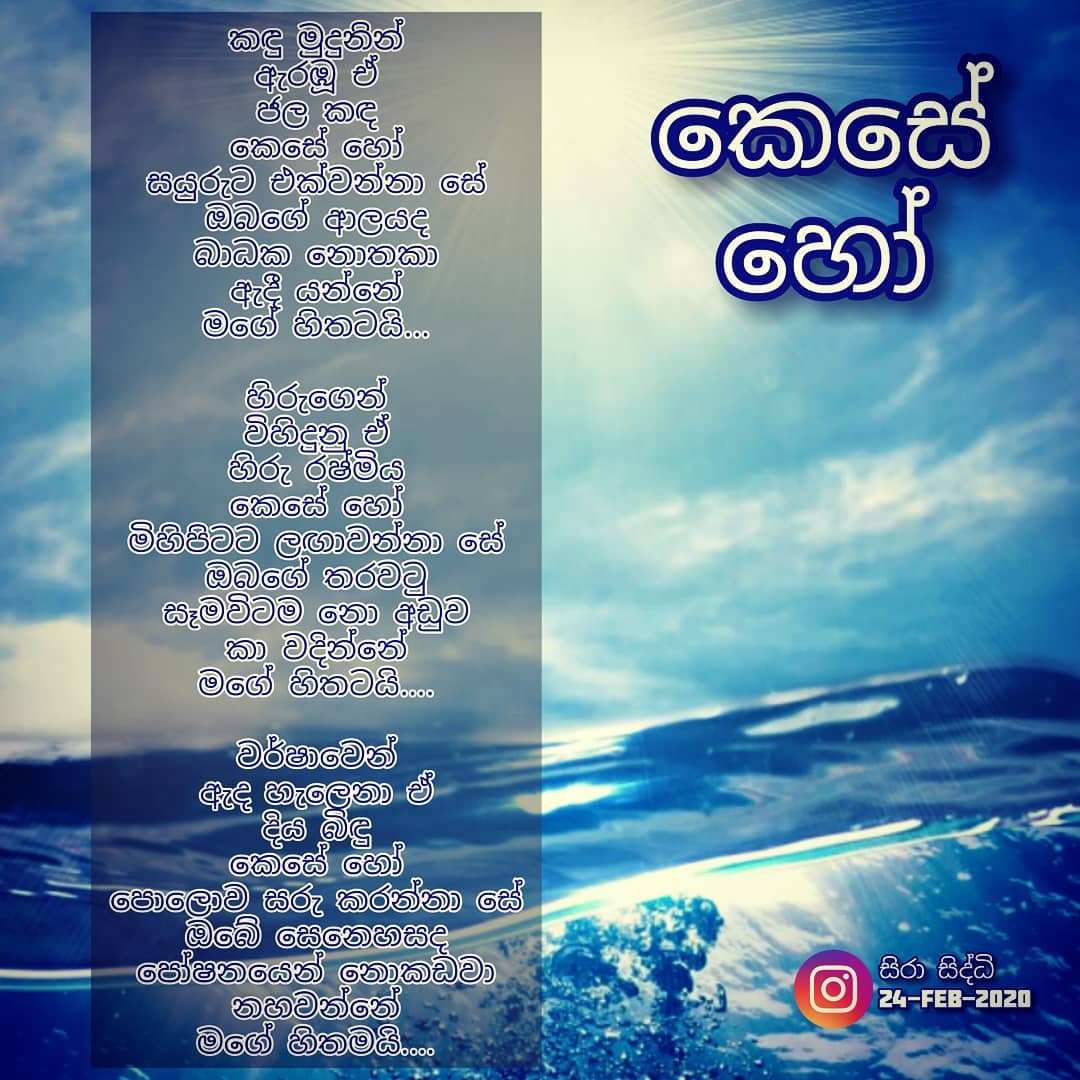 කඳු මුදුනින්
ඇරඹූ ඒ
ජල කඳ
කෙසේ හෝ
සයුරුට එක්වන්නා සේ
ඔබගේ ආලයද
බාධක නොතකා
ඇදී යන්නේ
මගේ හිතටයි...

හිරුගෙන්
විහිදුනු ඒ
හිරු රෂ්මිය
කෙසේ හෝ
මිහිපිටට ලඟාවන්නා සේ
ඔබගේ තරවටු
සෑමවිටම නො අඩුව
කා වදින්නේ
මගේ හිතටයි....

වර්ෂාවෙන්
ඇද හැලෙනා ඒ
දිය බිඳු
කෙසේ හෝ
පොලොව සරු කරන්නා සේ
ඔබේ සෙනෙහසද
පෝෂනයෙන් නොකඩවා
නහවන්නේ
මගේ හිතමයි....

කෙසේ
හෝ

සිරා සිද්ධි
24-FEB-2020